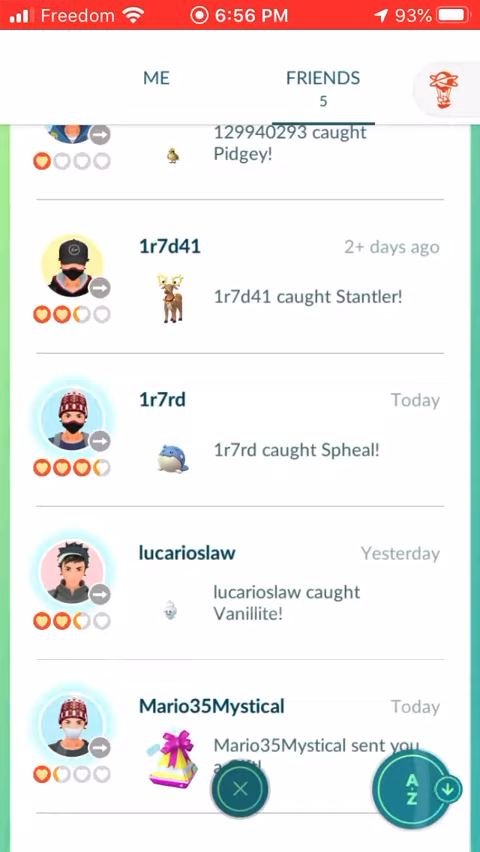 Freedom 6:56 PM 93%
ME FRIENDS
5
129940293 caught
Pidgey!
1r7d41 2+ days ago
1r7d41 caught Stantler!
1r7rd Today
1r7rd caught Spheal!
lucarioslaw Yesterday
lucarioslaw caught
Vanillite!
Mario35Mystical Today
Mario35Mystical sent you
a Gift!
A
Z